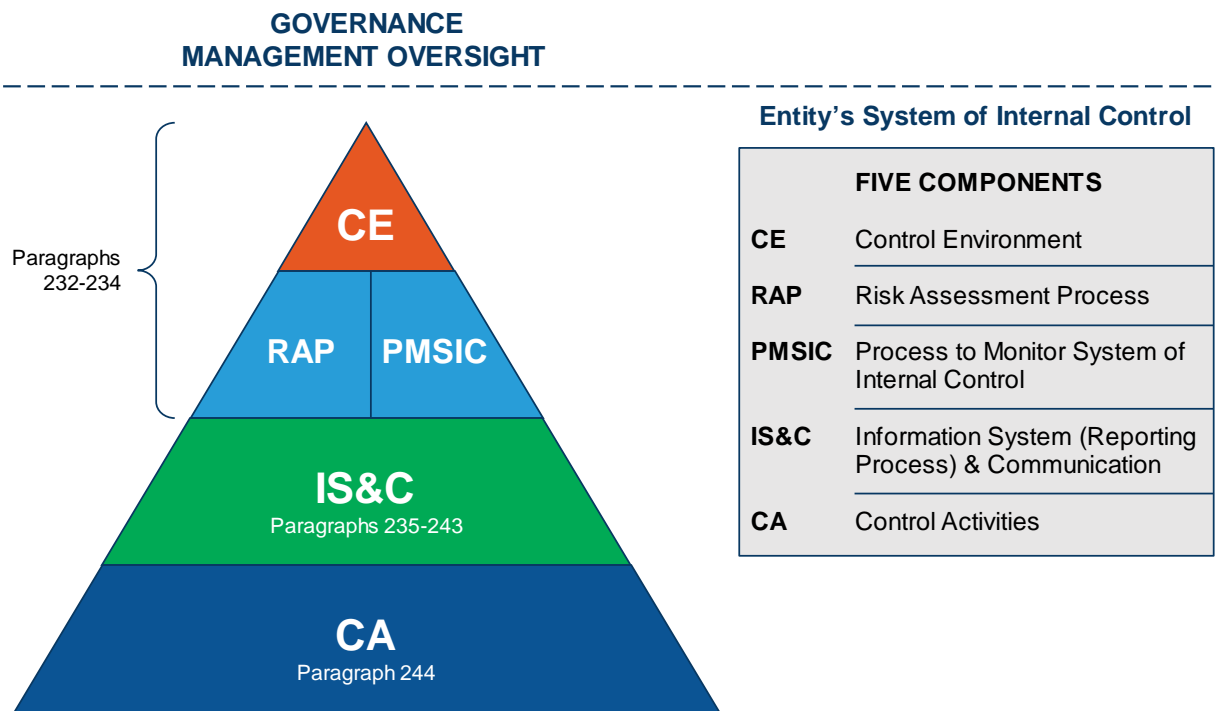 GOVERNANCE
MANAGEMENT OVERSIGHT
Entity’s System of Internal Control
Paragraphs
232-234
CE
RAP
PMSIC
IS&C
Paragraphs 235-243
CA
Paragraph 244
FIVE COMPONENTS
CE Control Environment
RAP Risk Assessment Process
PMSIC Process to Monitor System of
Internal Control
IS&C Information System (Reporting
Process) & Communication
CA Control Activities